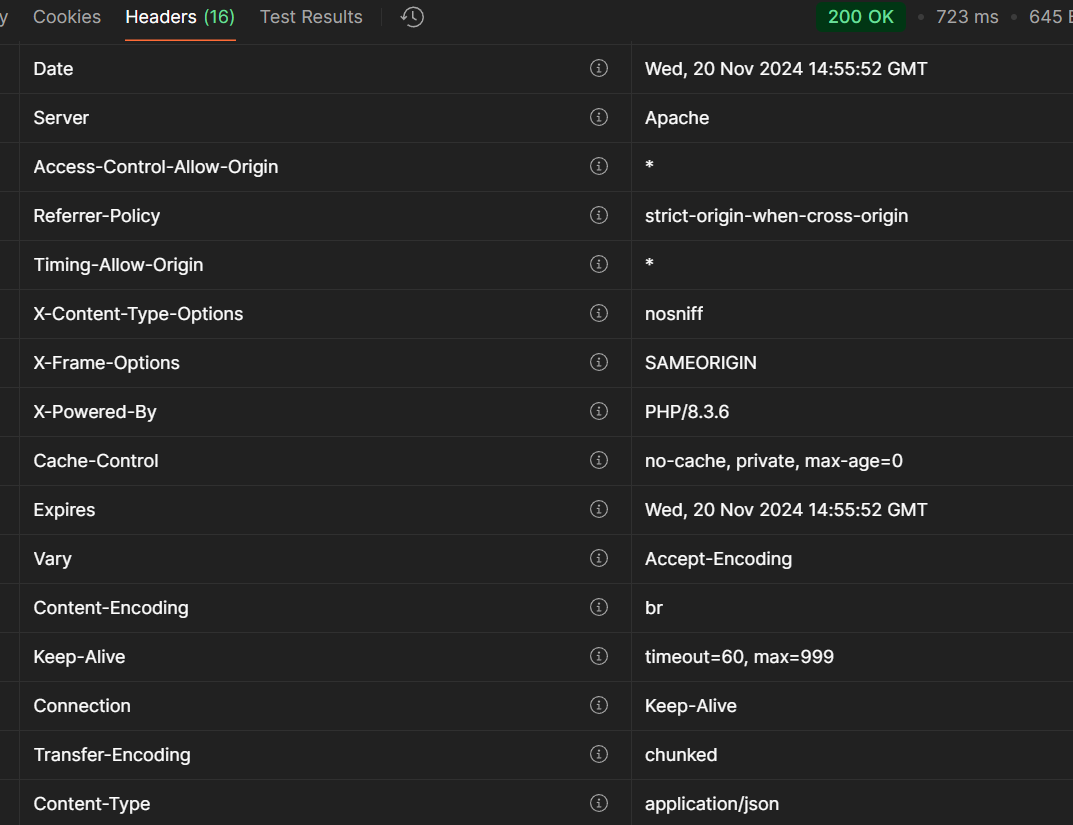 y Cookies Headers (16) Test Results 200 OK • 723 ms • 645 B
Date Wed, 20 Nov 2024 14:55:52 GMT
Server Apache
Access-Control-Allow-Origin *
Referrer-Policy strict-origin-when-cross-origin
Timing-Allow-Origin *
X-Content-Type-Options nosniff
X-Frame-Options SAMEORIGIN
X-Powered-By PHP/8.3.6
Cache-Control no-cache, private, max-age=0
Expires Wed, 20 Nov 2024 14:55:52 GMT
Vary Accept-Encoding
Content-Encoding br
Keep-Alive timeout=60, max=999
Connection Keep-Alive
Transfer-Encoding chunked
Content-Type application/json